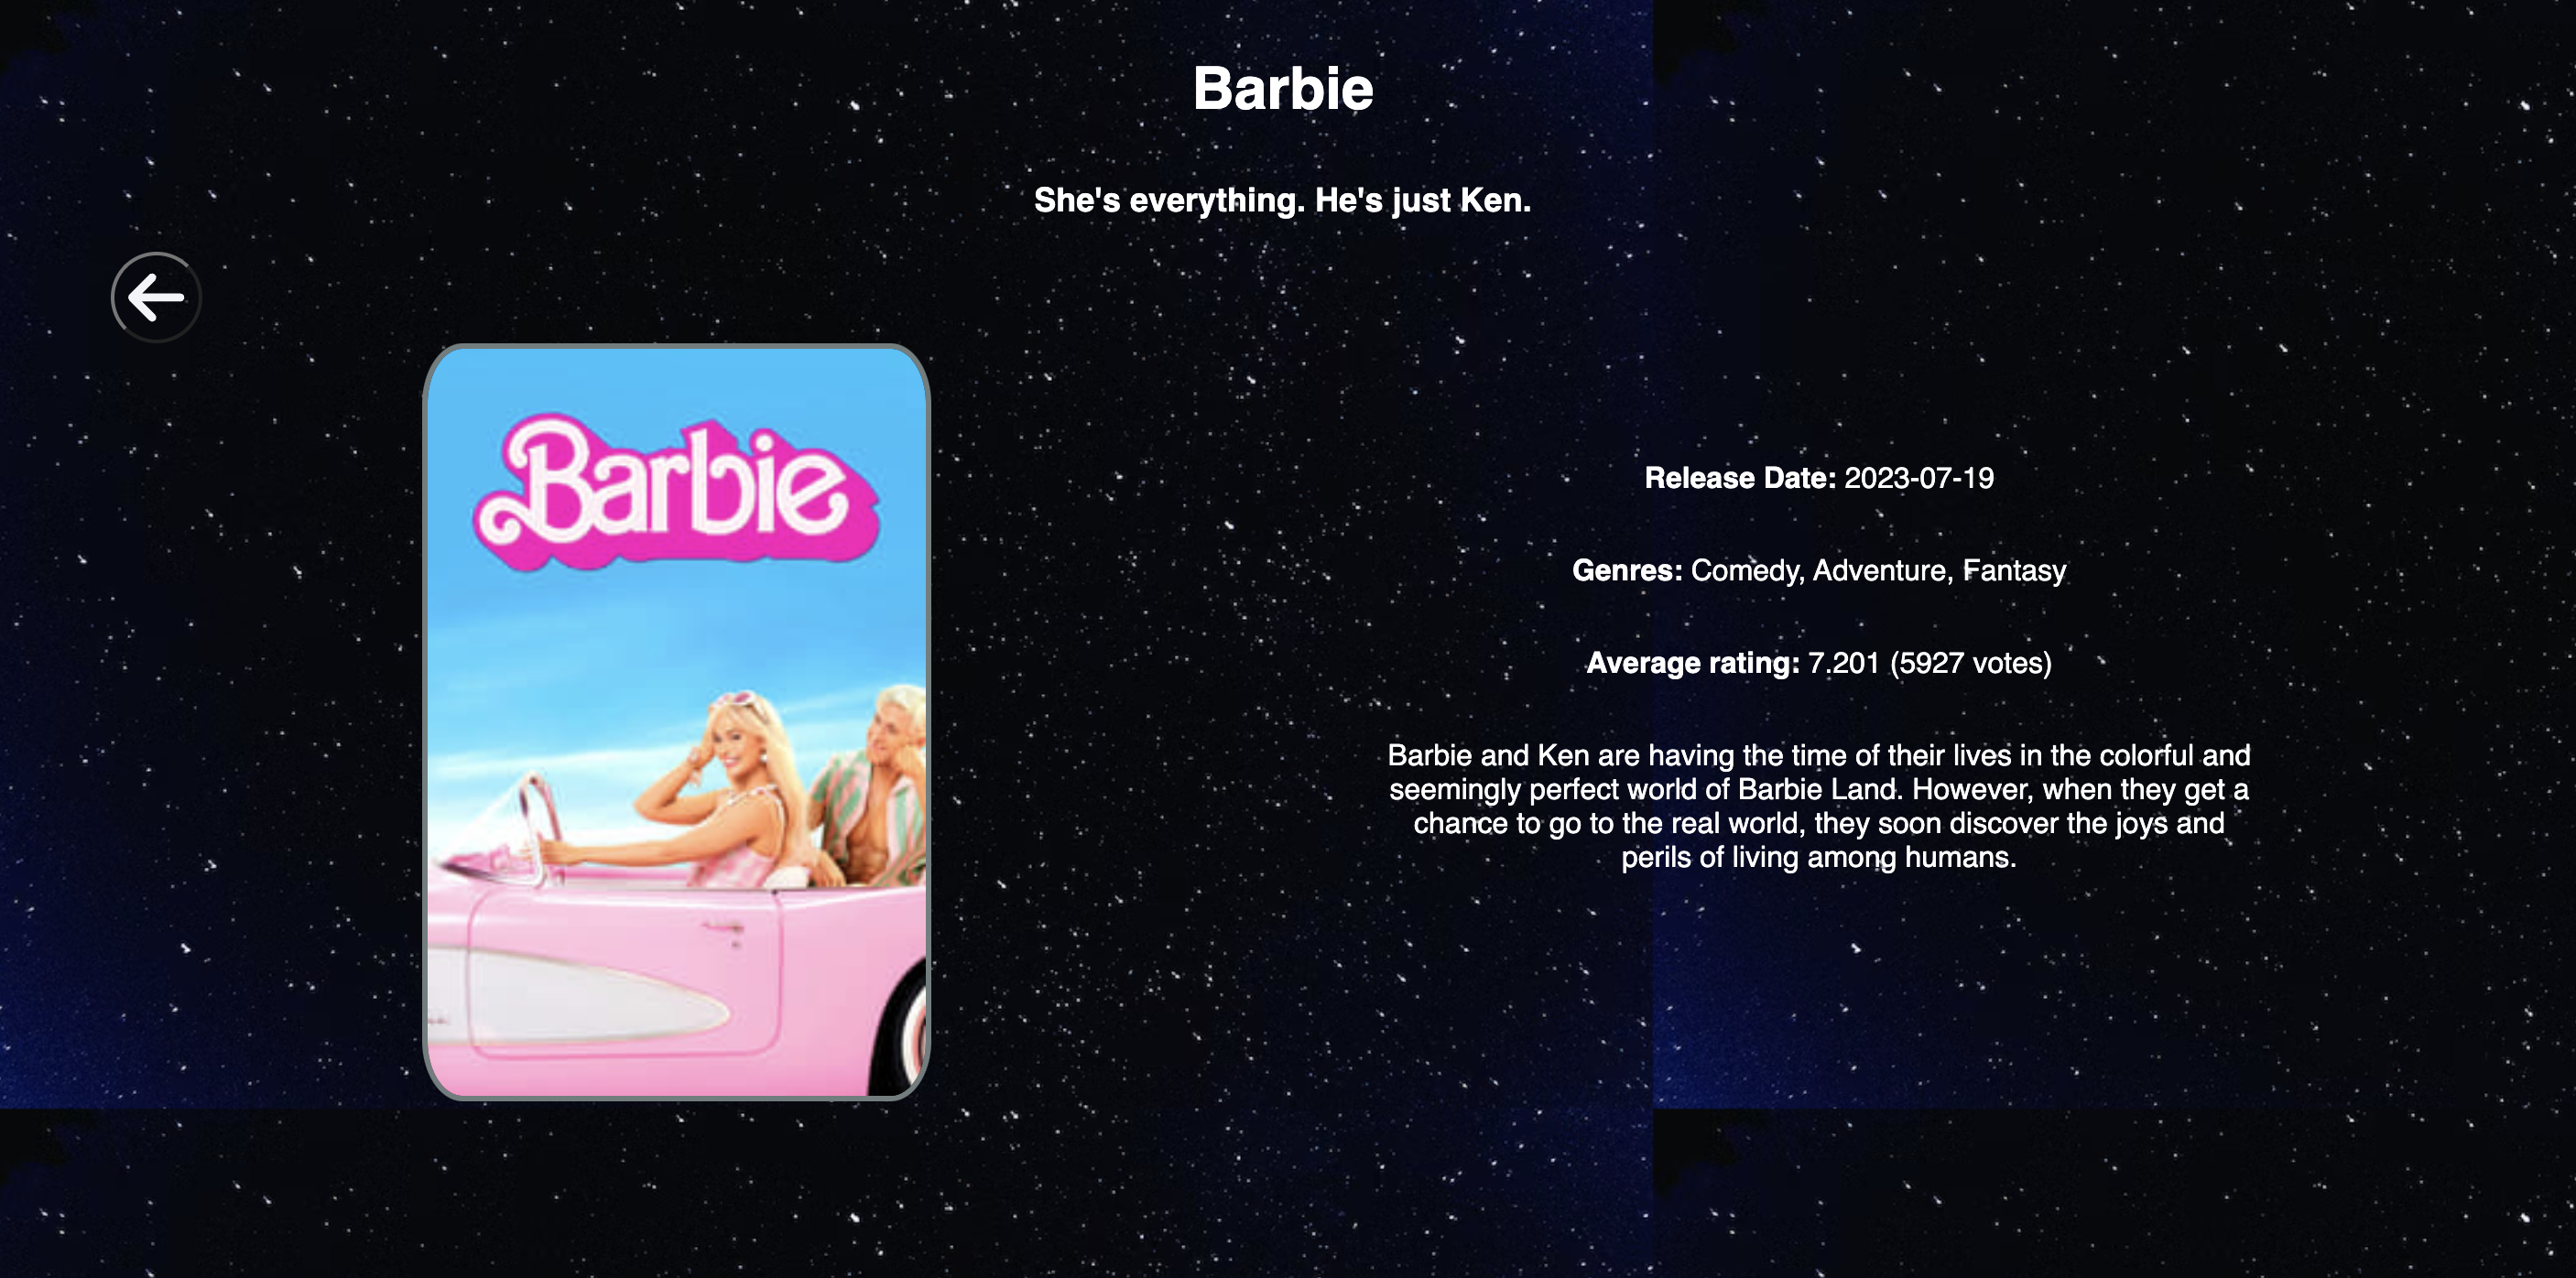 Barbie
She's everything. He's just Ken.
Barbie
Release Date: 2023-07-19
Genres: Comedy, Adventure, Fantasy
Average rating: 7.201 (5927 votes)
Barbie and Ken are having the time of their lives in the colorful and
seemingly perfect world of Barbie Land. However, when they get a
chance to go to the real world, they soon discover the joys and
perils of living among humans.